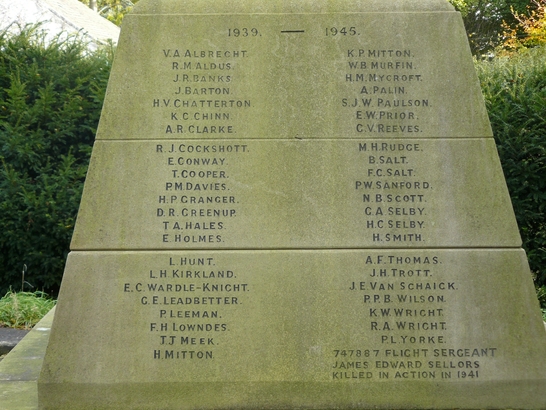 1939. — 1945.
V.A ALBRECHT.
R.M ALDUS.
J.R.BANKS
J.BARTON.
H.V CHATTERTON
K.C CHINN
A.R.CLARKE.
R.J.COCKSHOTT.
E.CONWAY.
T.COOPER.
P.M DAVIES.
H.P GRANGER.
D.R.GREENUP.
T.A.HALES.
E.HOLMES.
L.HUNT.
L.H.KIRKLAND.
E.C.WARDLE-KNIGHT.
G.E.LEADBETTER.
P.LEEMAN.
F.H.LOWNDES.
T.J MEEK.
H MITTON.
K.P.MITTON.
W.B MURFIN.
H.M.MYCROFT.
A.PALIN.
S.J.W.PAULSON.
E.W.PRIOR.
C.V.REEVES.
M.H.RUDGE.
B.SALT.
F.C.SALT.
P.W.SANFORD.
N.B.SCOTT.
G.A SELBY.
H.C SELBY.
H.SMITH.
A.F.THOMAS.
J.H.TROTT.
J.E.VAN SCHAICK.
P.P.B WILSON.
K.W.WRIGHT.
R.A.WRIGHT.
P.L YORKE.
747887 FLIGHT SERGEANT
JAMES EDWARD SELLORS
KILLED IN ACTION IN 1941